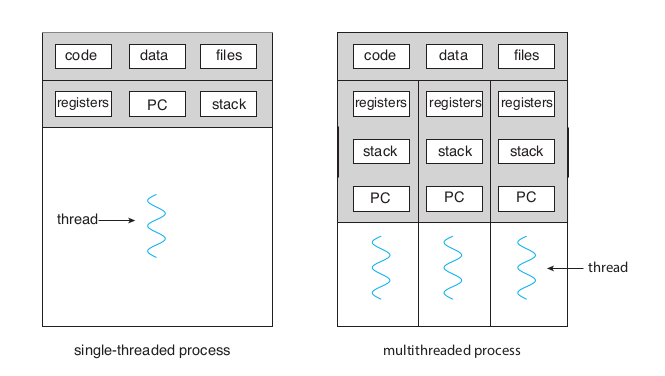 code data files
registers PC stack
thread
single-threaded process
code data files
registers registers registers
stack stack stack
PC PC PC
thread
multithreaded process